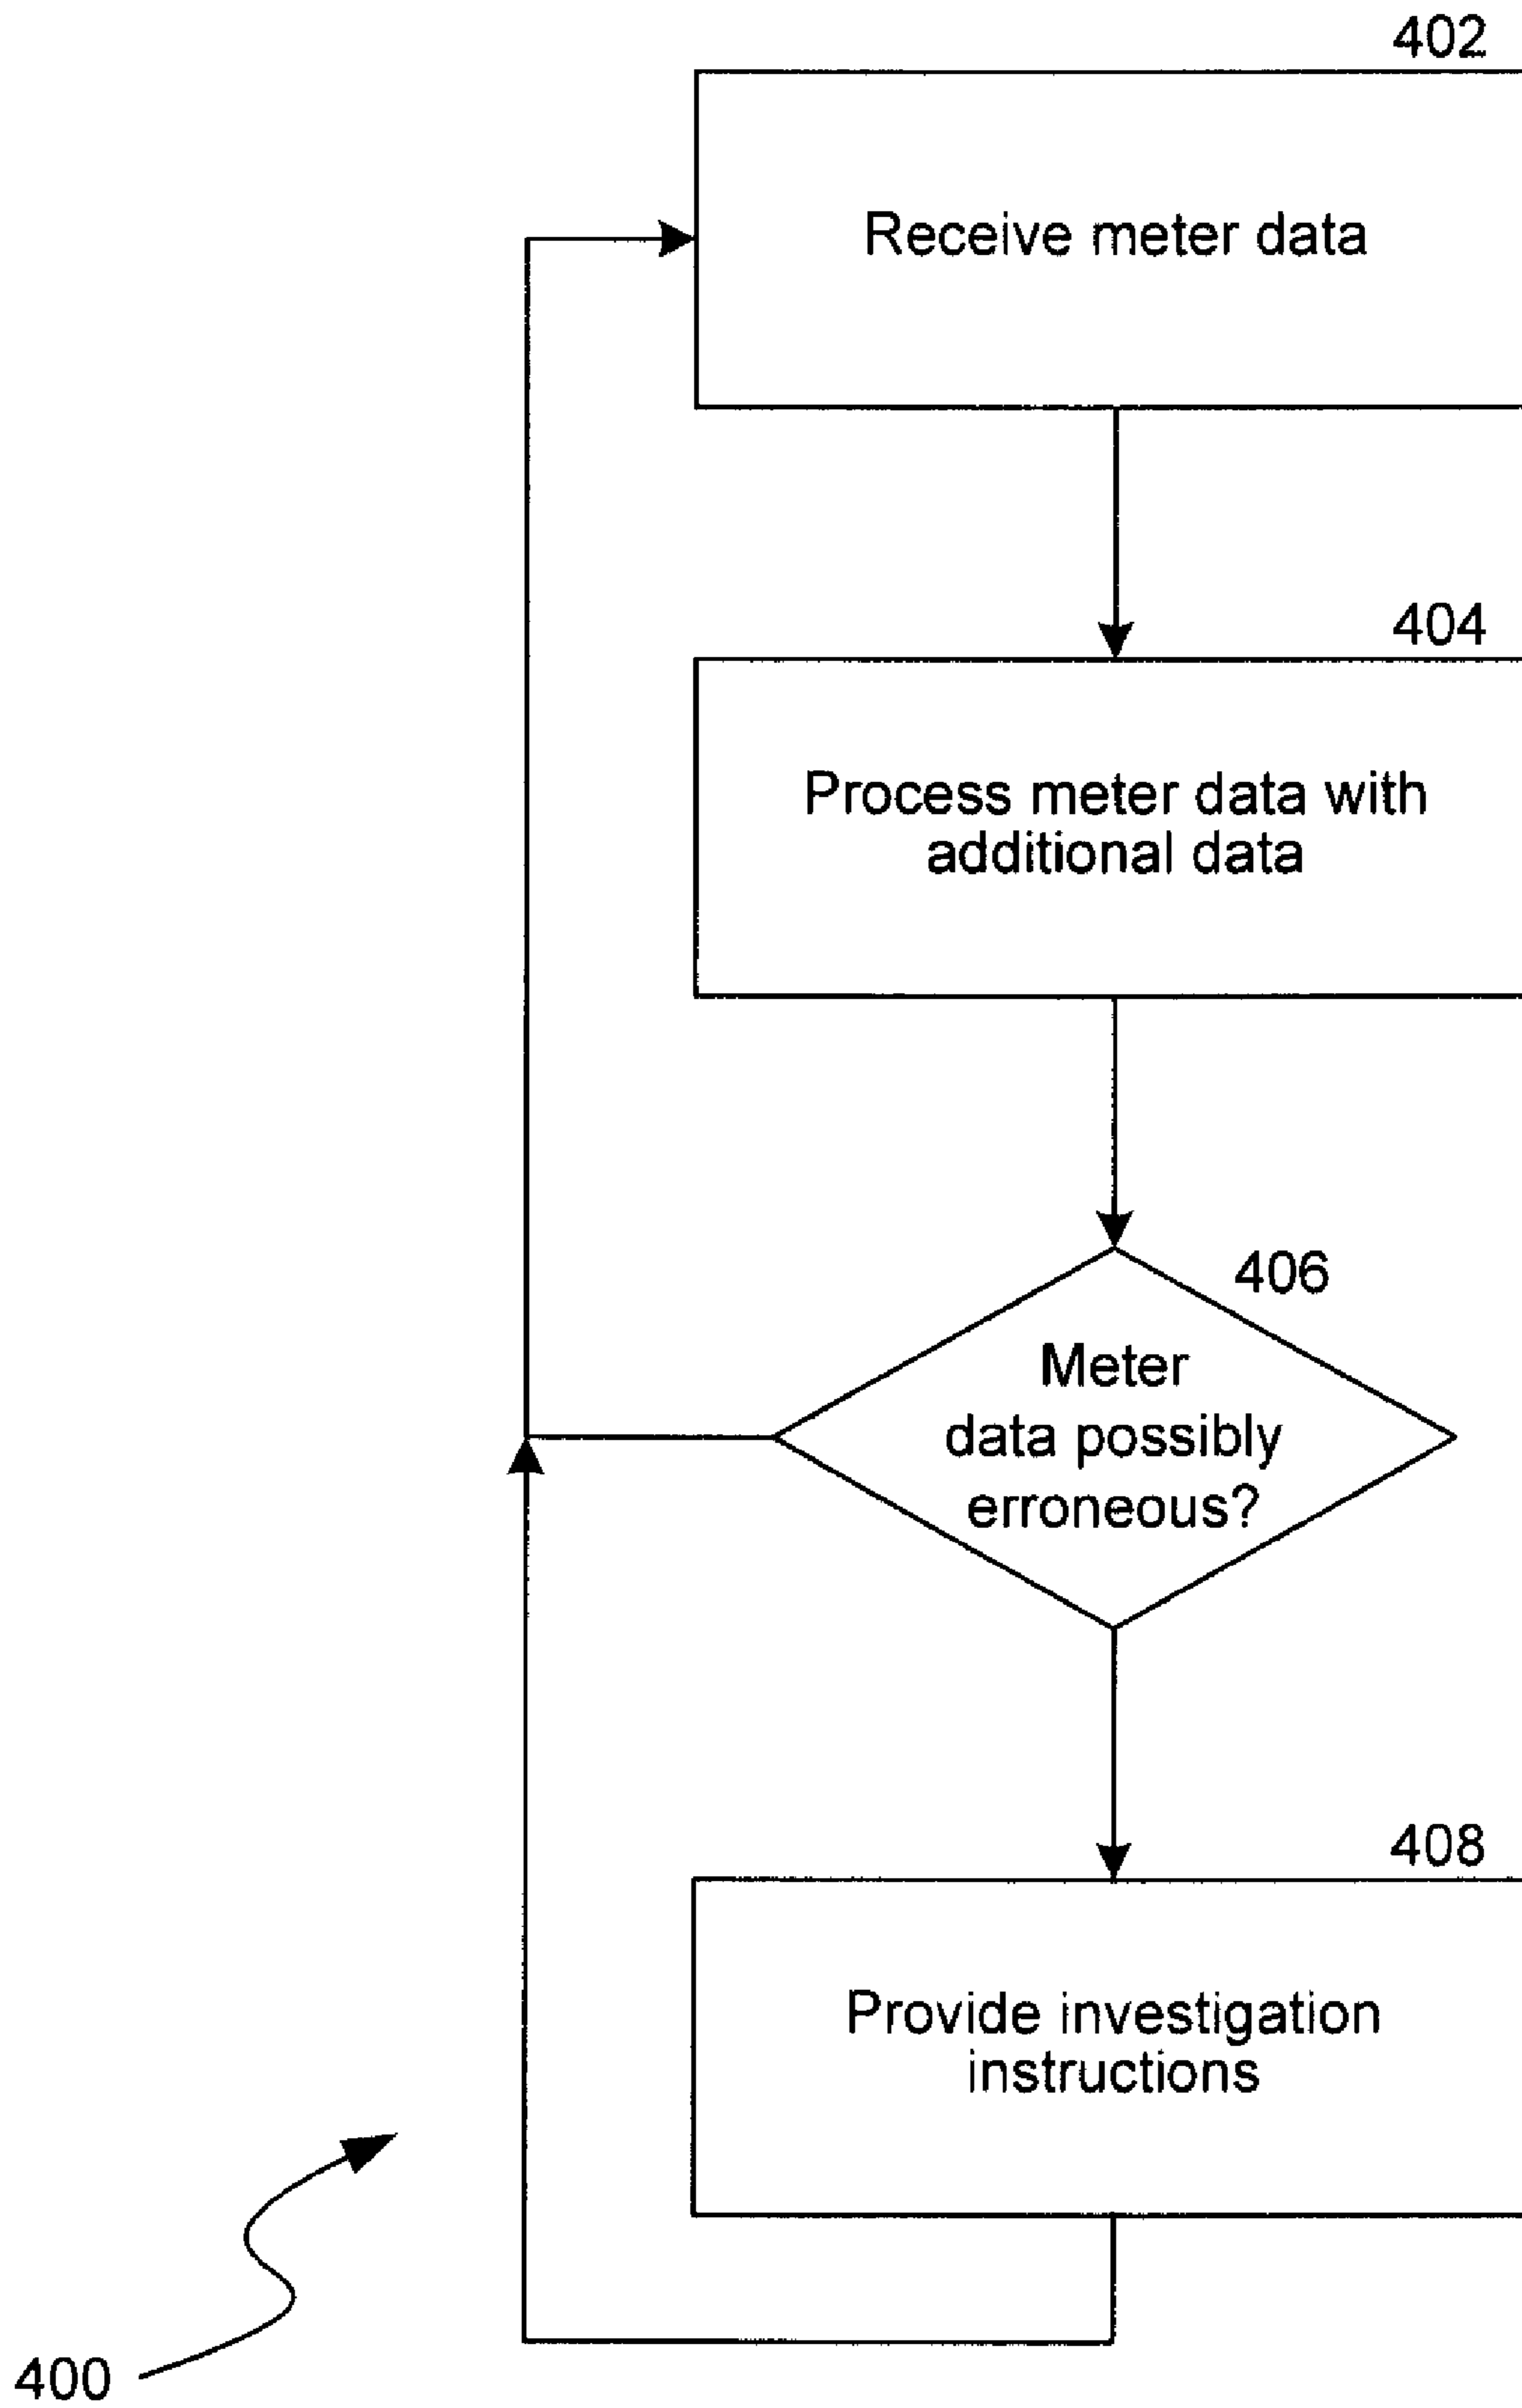 402
Receive meter data
404
Process meter data with
additional data
406
Meter
data possibly
erroneous?
408
Provide investigation
instructions
400